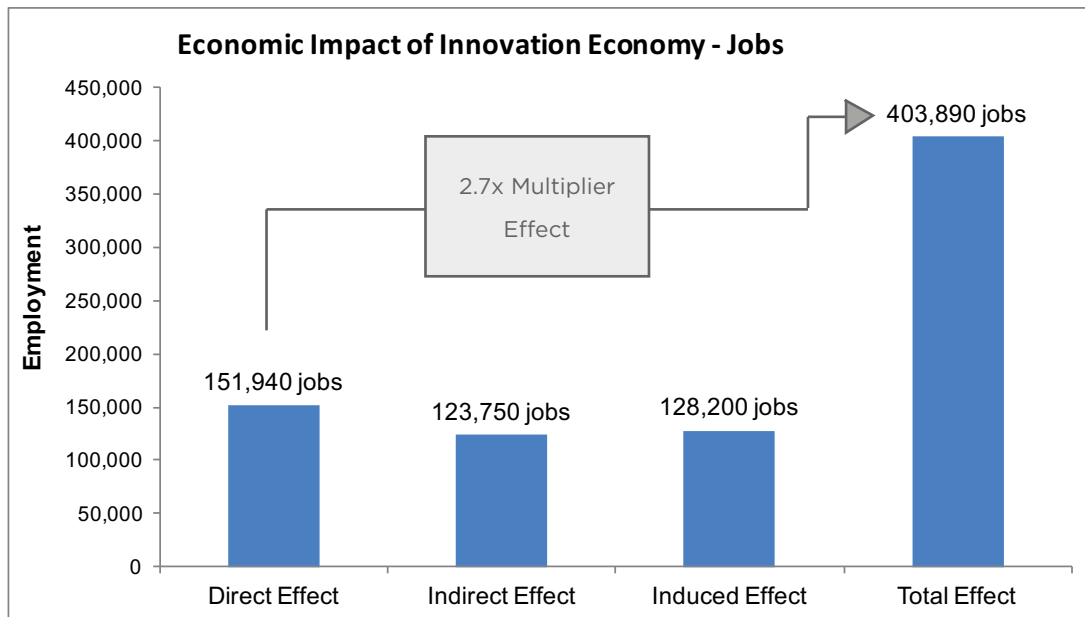 Economic Impact of Innovation Economy - Jobs
Employment
450,000
400,000
350,000
300,000
250,000
200,000
150,000
100,000
50,000
0
2.7x Multiplier
Effect
151,940 jobs
123,750 jobs
128,200 jobs
403,890 jobs
Direct Effect
Indirect Effect
Induced Effect
Total Effect